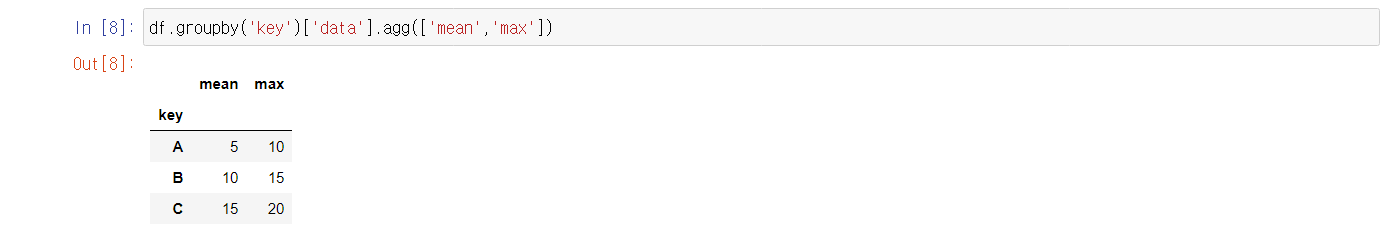 In [8]: df.groupby('key')['data'].agg(['mean','max'])
Out[8]:
mean max
key
A 5 10
B 10 15
C 15 20